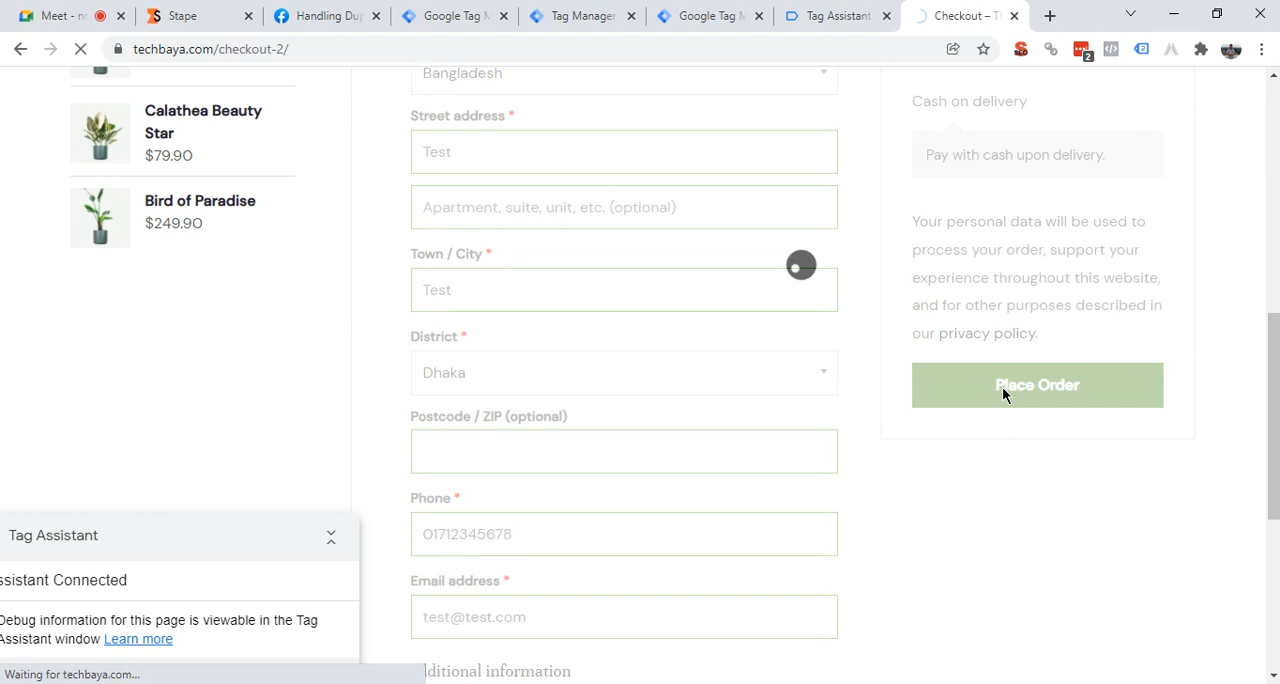 Meet - n
Stape
Handling Dup
Google Tag M
Tag Manager
Google Tag M
Tag Assistant
Checkout – Tl
techbaya.com/checkout-2/
2
Calathea Beauty
Star
$79.90
Bird of Paradise
$249.90
Bangladesh
Street address *
Test
Apartment, suite, unit, etc. (optional)
Town / City *
Test
District *
Dhaka
Postcode / ZIP (optional)
Phone *
01712345678
Email address *
test@test.com
dditional information
Cash on delivery
Pay with cash upon delivery.
Your personal data will be used to
process your order, support your
experience throughout this website,
and for other purposes described in
our privacy policy.
Place Order
Tag Assistant
ssistant Connected
Debug information for this page is viewable in the Tag
Assistant window Learn more
Waiting for techbaya.com...